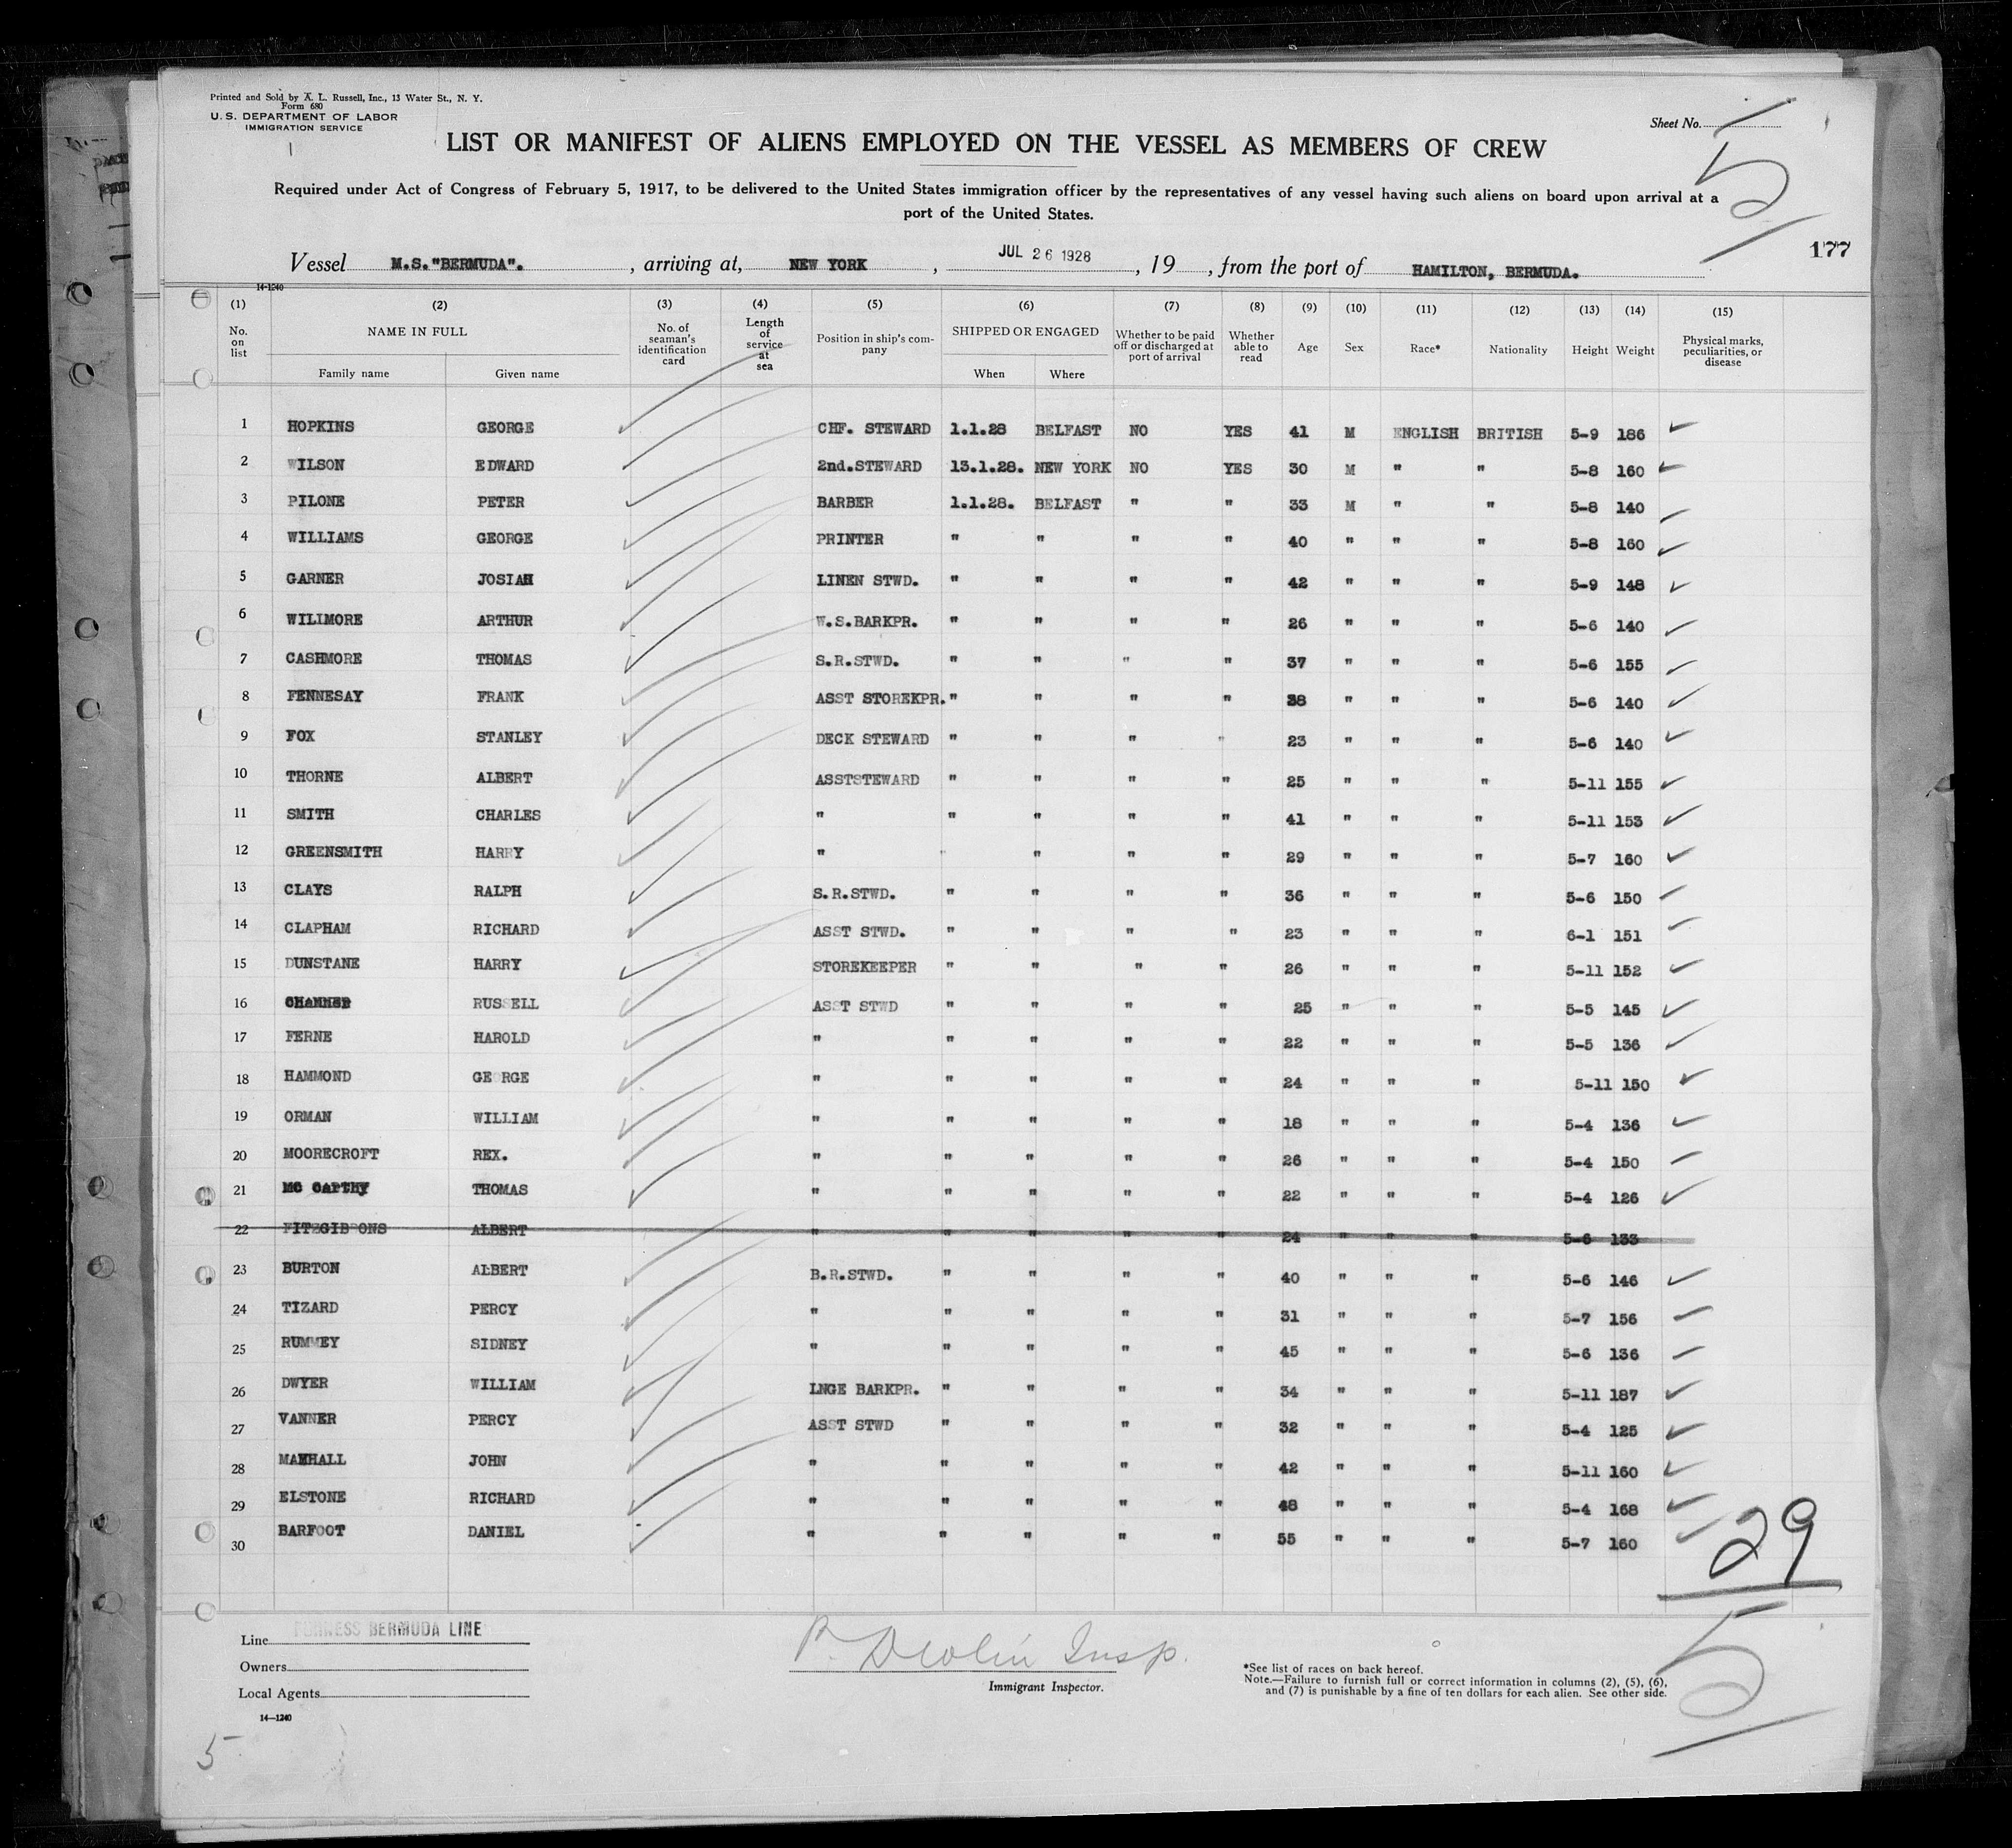 Printed and Sold by A. L. Russell, Inc., 13 Water St., N. Y.
Form 680
U. S. DEPARTMENT OF LABOR
IMMIGRATION SERVICE
Sheet No. 5
LIST OR MANIFEST OF ALIENS EMPLOYED ON THE VESSEL AS MEMBERS OF CREW
Required under Act of Congress of February 5, 1917, to be delivered to the United States immigration officer by the representatives of any vessel having such aliens on board upon arrival at a
port of the United States.
177
Vessel M.S."BERMUDA". , arriving at, NEW YORK , JUL 26 1928 , 19 , from the port of HAMILTON, BERMUDA.
14-1240
(1) (2) (3) (4) (5) (6) (7) (8) (9) (10) (11) (12) (13) (14) (15)
No. on list NAME IN FULL Family name Given name No. of seaman's identification card Length of service at sea Position in ship's company SHIPPED OR ENGAGED When Where Whether to be paid off or discharged at port of arrival Whether able to read Age Sex Race* Nationality Height Weight Physical marks, peculiarities, or disease
1 HOPKINS GEORGE CHF. STEWARD 1.1.28 BELFAST NO YES 41 M ENGLISH BRITISH 5-9 186
2 WILSON EDWARD 2nd.STEWARD 13.1.28. NEW YORK NO YES 30 M " " 5-8 160
3 PILONE PETER BARBER 1.1.28. BELFAST " " 33 M " " 5-8 140
4 WILLIAMS GEORGE PRINTER " " " " 40 " " " 5-8 160
5 GARNER JOSIAH LINEN STWD. " " " " 42 " " " 5-9 148
6 WILIMORE ARTHUR W.S.BARKPR. " " " " 26 " " " 5-6 140
7 CASHMORE THOMAS S.R.STWD. " " " " 37 " " " 5-6 155
8 FENNESAY FRANK ASST STOREKPR. " " " " 38 " " " 5-6 140
9 FOX STANLEY DECK STEWARD " " " " 23 " " " 5-6 140
10 THORNE ALBERT ASSTSTEWARD " " " " 25 " " " 5-11 155
11 SMITH CHARLES " " " " " 41 " " " 5-11 153
12 GREENSMITH HARRY " " " " " 29 " " " 5-7 160
13 CLAYS RALPH S.R.STWD. " " " " 36 " " " 5-6 150
14 CLAPHAM RICHARD ASST STWD. " " " " 23 " " " 6-1 151
15 DUNSTANE HARRY STOREKEEPER " " " " 26 " " " 5-11 152
16 RUSSELL ASST STWD " " " " 25 " " " 5-5 145
17 FERNE HAROLD " " " " " 22 " " " 5-5 136
18 HAMMOND GEORGE " " " " " 24 " " " 5-11 150
19 ORMAN WILLIAM " " " " " 18 " " " 5-4 136
20 MOORECROFT REX. " " " " " 26 " " " 5-4 150
21 MC CARTHY THOMAS " " " " " 22 " " " 5-4 126
22 FITZGIBBONS ALBERT " " " " " 24 " " " 5-6 133
23 BURTON ALBERT B.R.STWD. " " " " 40 " " " 5-6 146
24 TIZARD PERCY " " " " " 31 " " " 5-7 156
25 RUMMEY SIDNEY " " " " " 45 " " " 5-6 136
26 DWYER WILLIAM LNGE BARKPR. " " " " 34 " " " 5-11 187
27 VANNER PERCY ASST STWD " " " " 32 " " " 5-4 125
28 JOHN " " " " " 42 " " " 5-11 160
29 ELSTONE RICHARD " " " " " 48 " " " 5-4 168
30 BARFOOT DANIEL " " " " " 55 " " " 5-7 160
29
5
Line FURNESS BERMUDA LINE
Owners
Local Agents
14-1240
P. Devlin Insp.
Immigrant Inspector.
*See list of races on back hereof.
Note.—Failure to furnish full or correct information in columns (2), (5), (6),
and (7) is punishable by a fine of ten dollars for each alien. See other side.
5